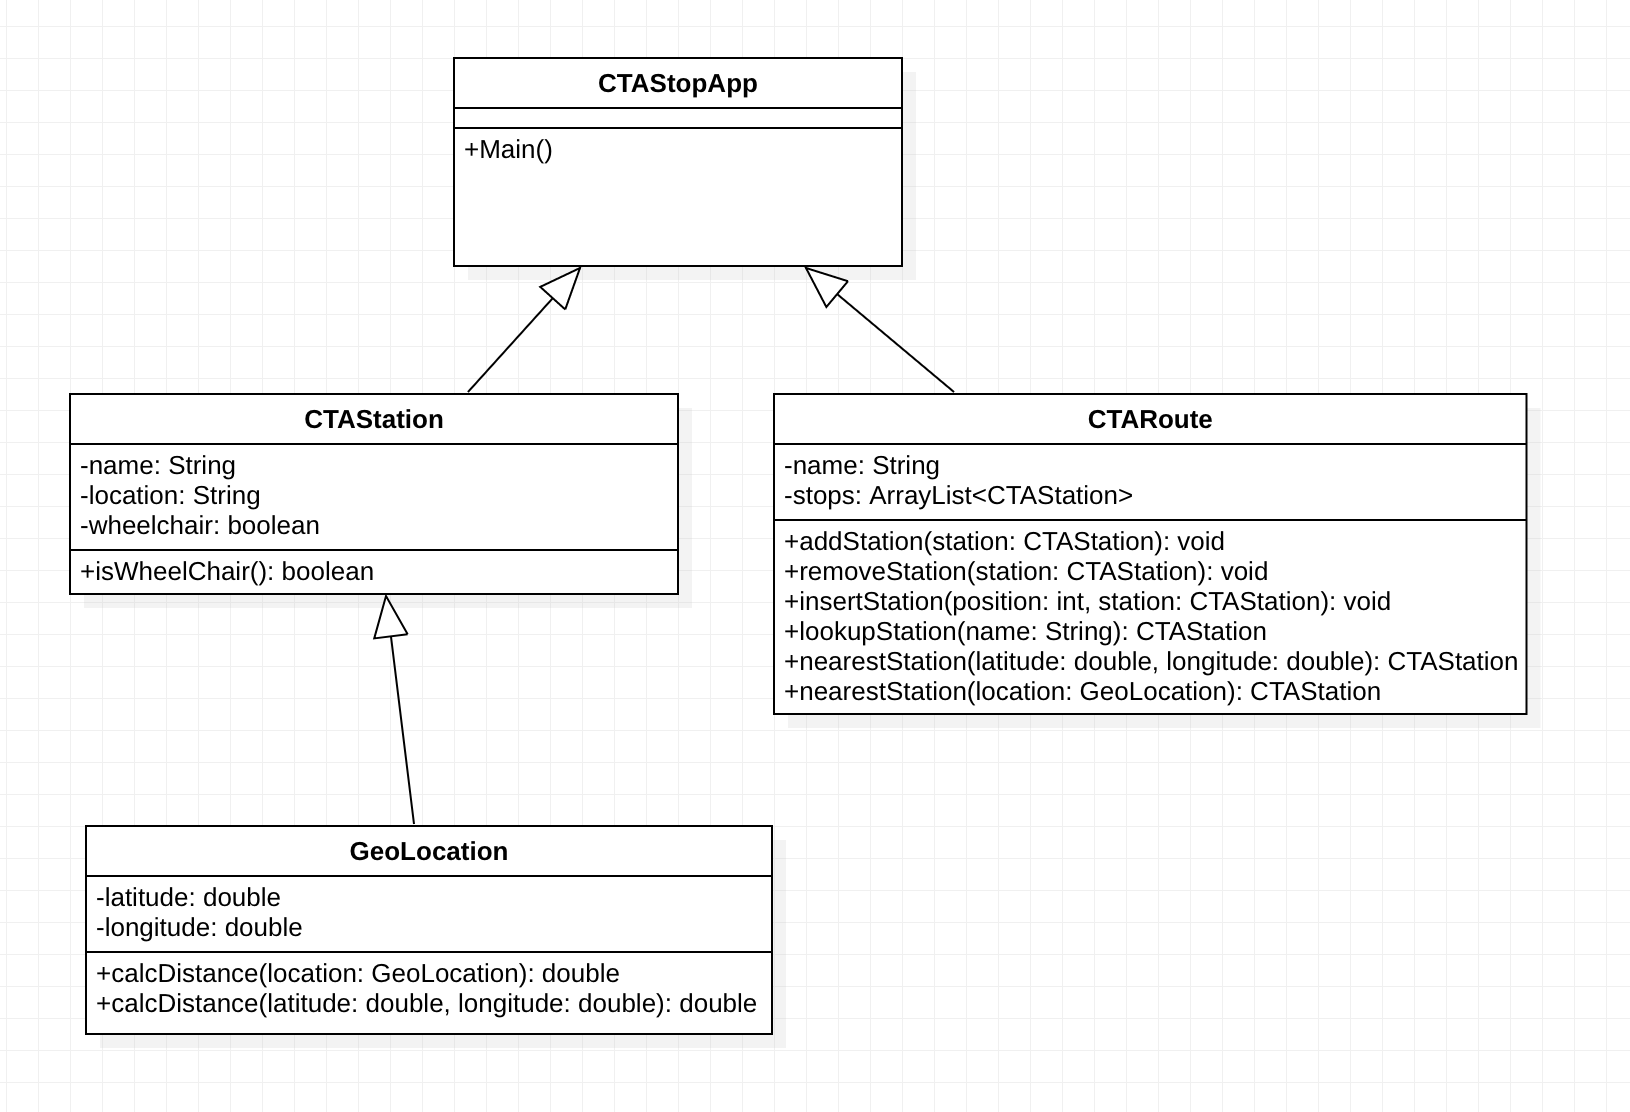 CTAStopApp
+Main()
CTAStation
-name: String
-location: String
-wheelchair: boolean
+isWheelChair(): boolean
CTARoute
-name: String
-stops: ArrayList<CTAStation>
+addStation(station: CTAStation): void
+removeStation(station: CTAStation): void
+insertStation(position: int, station: CTAStation): void
+lookupStation(name: String): CTAStation
+nearestStation(latitude: double, longitude: double): CTAStation
+nearestStation(location: GeoLocation): CTAStation
GeoLocation
-latitude: double
-longitude: double
+calcDistance(location: GeoLocation): double
+calcDistance(latitude: double, longitude: double): double